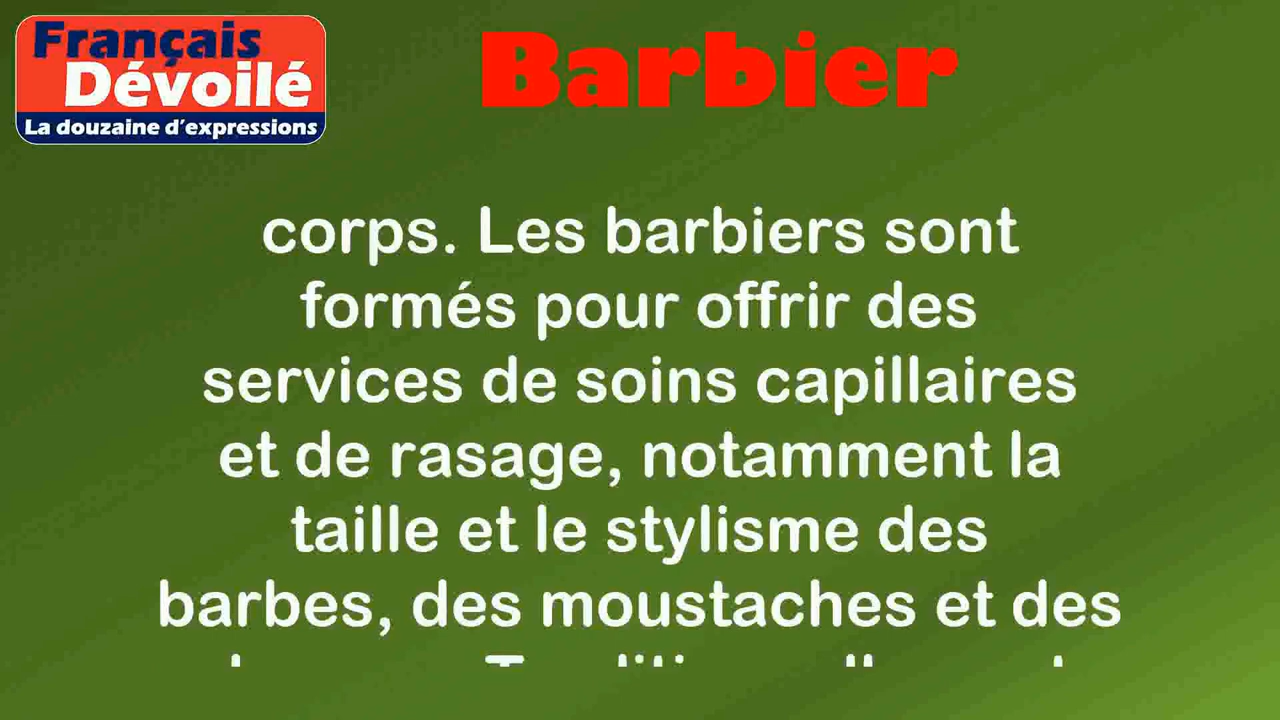 Français
Dévoilé
La douzaine d'expressions
Barbier
corps. Les barbiers sont
formés pour offrir des
services de soins capillaires
et de rasage, notamment la
taille et le stylisme des
barbes, des moustaches et des